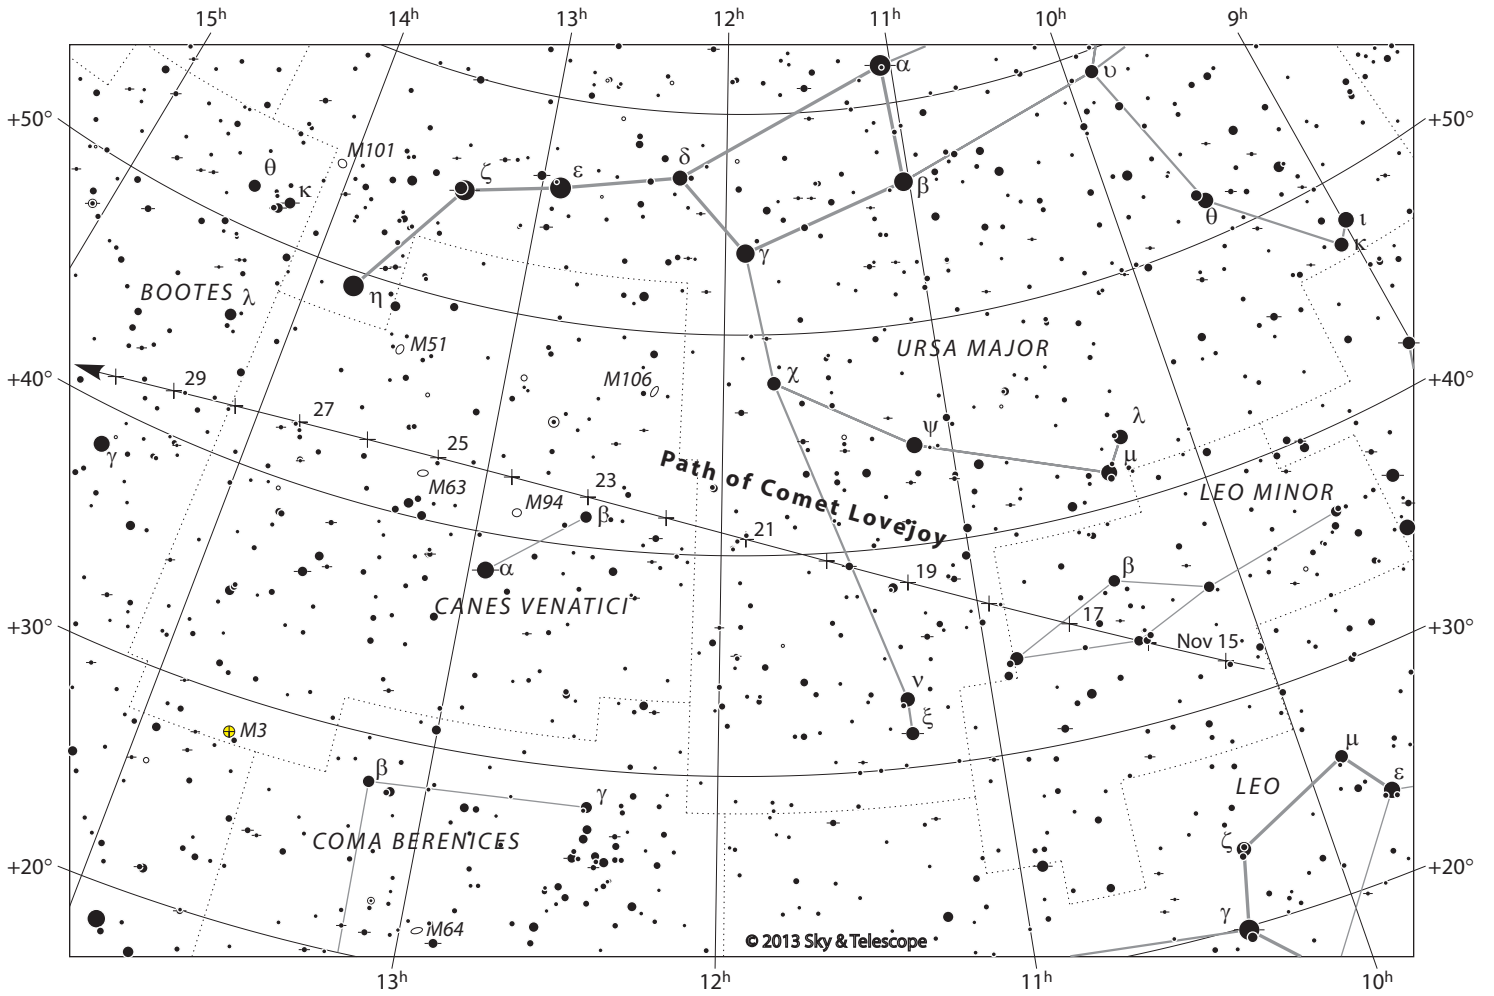 15ʰ 14ʰ 13ʰ 12ʰ 11ʰ 10ʰ 9ʰ
α
υ
+50° +50°
M101
δ
θ ζ ε
κ β
θ ι
γ κ
BOOTES λ η
M51 URSA MAJOR
+40° 29 M106 χ +40°
27 λ
ψ
25 μ
γ Path of Comet Lovejoy
M63 23 LEO MINOR
M94 β
21
α 19 β
CANES VENATICI
17
+30° Nov 15 +30°
ν
ξ
M3
μ
β ε
γ LEO
COMA BERENICES ζ
+20° +20°
γ
M64
© 2013 Sky & Telescope
13ʰ 12ʰ 11ʰ 10ʰ